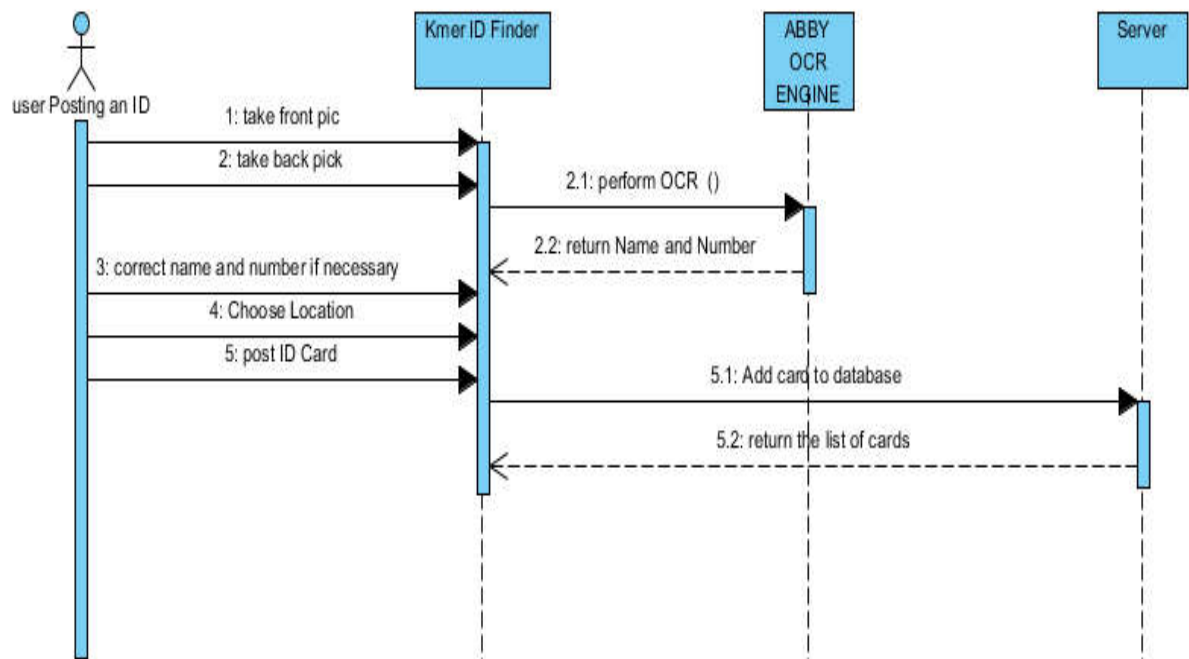 Kmer ID Finder
ABBY
OCR
ENGINE
Server
user Posting an ID
1: take front pic
2: take back pick
2.1: perform OCR ()
2.2: return Name and Number
3: correct name and number if necessary
4: Choose Location
5: post ID Card
5.1: Add card to database
5.2: return the list of cards